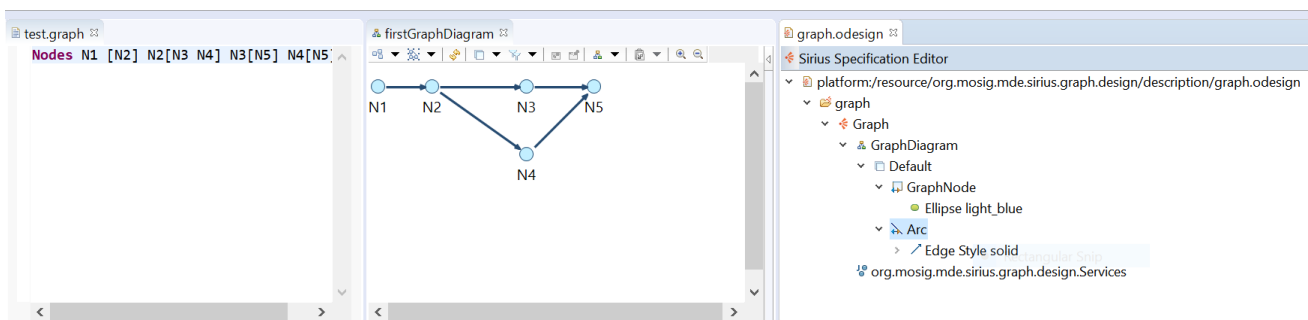 test.graph
Nodes N1 [N2] N2[N3 N4] N3[N5] N4[N5
firstGraphDiagram
N1 N2 N3 N5
N4
graph.odesign
Sirius Specification Editor
platform:/resource/org.mosig.mde.sirius.graph.design/description/graph.odesign
graph
Graph
GraphDiagram
Default
GraphNode
Ellipse light_blue
Arc
Edge Style solid
Rectangular Snip
org.mosig.mde.sirius.graph.design.Services